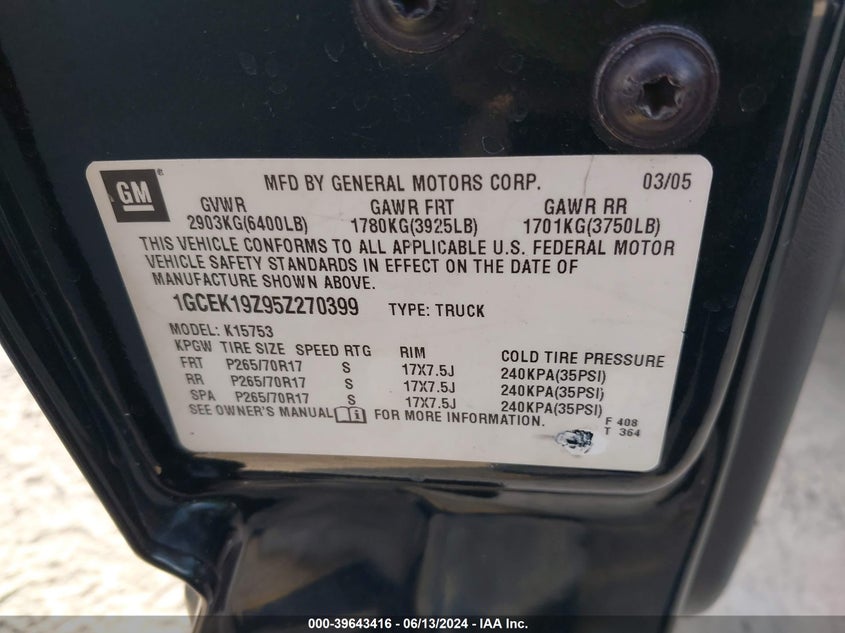 GM
MFD BY GENERAL MOTORS CORP. 03/05
GVWR GAWR FRT GAWR RR
2903KG(6400LB) 1780KG(3925LB) 1701KG(3750LB)
THIS VEHICLE CONFORMS TO ALL APPLICABLE U.S. FEDERAL MOTOR
VEHICLE SAFETY STANDARDS IN EFFECT ON THE DATE OF
MANUFACTURE SHOWN ABOVE.
1GCEK19Z95Z270399 TYPE: TRUCK
MODEL: K15753
KPGW TIRE SIZE SPEED RTG RIM COLD TIRE PRESSURE
FRT P265/70R17 S 17X7.5J 240KPA(35PSI)
RR P265/70R17 S 17X7.5J 240KPA(35PSI)
SPA P265/70R17 S 17X7.5J 240KPA(35PSI)
SEE OWNER'S MANUAL FOR MORE INFORMATION.
F 408
T 364
000-39643416 - 06/13/2024 - IAA Inc.